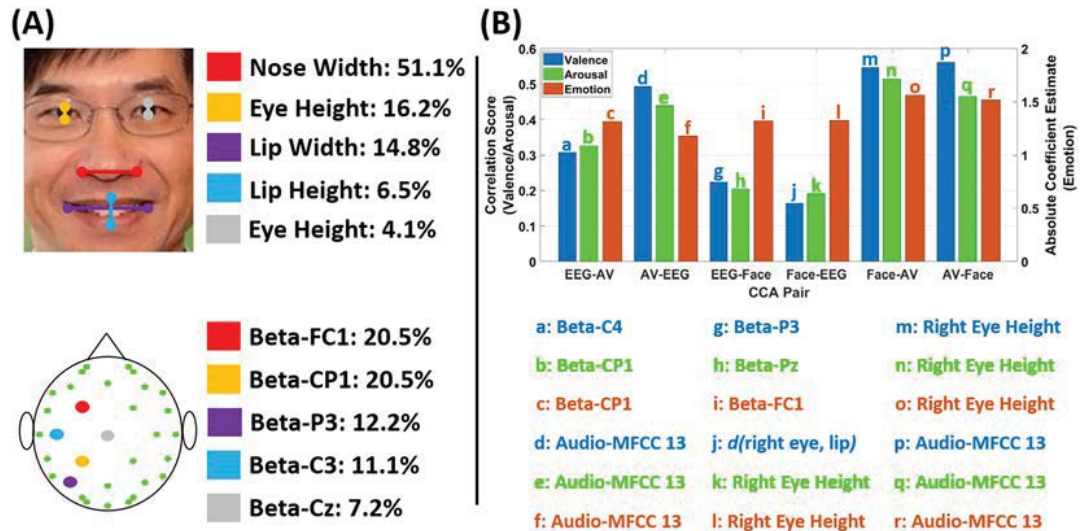 (A)
Nose Width: 51.1%
Eye Height: 16.2%
Lip Width: 14.8%
Lip Height: 6.5%
Eye Height: 4.1%
Beta-FC1: 20.5%
Beta-CP1: 20.5%
Beta-P3: 12.2%
Beta-C3: 11.1%
Beta-Cz: 7.2%
(B)
Correlation Score
(Valence/Arousal)
0.6
0.5
0.4
0.3
0.2
0.1
0
Valence
Arousal
Emotion
a
b
c
d
e
f
g
h
i
j
k
l
m
n
o
p
q
r
2
1.5
1
0.5
0
Absolute Coefficient Estimate
(Emotion)
EEG-AV
AV-EEG
EEG-Face
Face-EEG
Face-AV
AV-Face
CCA Pair
a: Beta-C4
b: Beta-CP1
c: Beta-CP1
d: Audio-MFCC 13
e: Audio-MFCC 13
f: Audio-MFCC 13
g: Beta-P3
h: Beta-Pz
i: Beta-FC1
j: d(right eye, lip)
k: Right Eye Height
l: Right Eye Height
m: Right Eye Height
n: Right Eye Height
o: Right Eye Height
p: Audio-MFCC 13
q: Audio-MFCC 13
r: Audio-MFCC 13